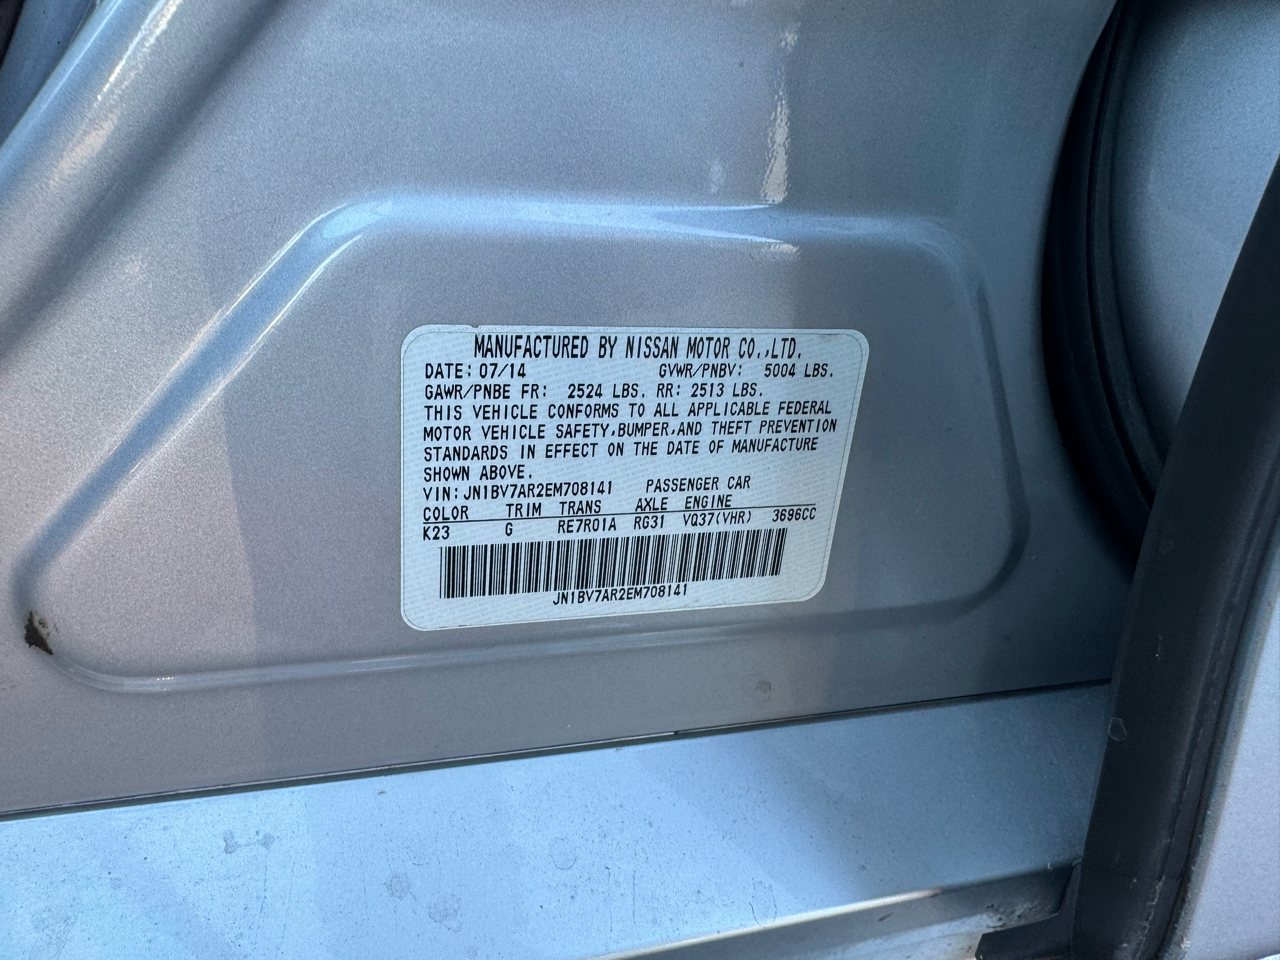 MANUFACTURED BY NISSAN MOTOR CO.,LTD.
DATE: 07/14 GVWR/PNBV: 5004 LBS.
GAWR/PNBE FR: 2524 LBS. RR: 2513 LBS.
THIS VEHICLE CONFORMS TO ALL APPLICABLE FEDERAL
MOTOR VEHICLE SAFETY,BUMPER,AND THEFT PREVENTION
STANDARDS IN EFFECT ON THE DATE OF MANUFACTURE
SHOWN ABOVE.
VIN: JN1BV7AR2EM708141 PASSENGER CAR
COLOR TRIM TRANS AXLE ENGINE
K23 G RE7R01A RG31 VQ37(VHR) 3696CC
JN1BV7AR2EM708141